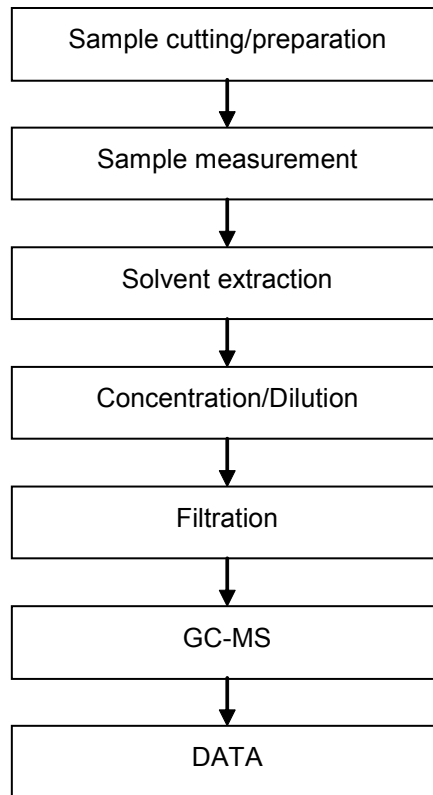 Sample cutting/preparation
Sample measurement
Solvent extraction
Concentration/Dilution
Filtration
GC-MS
DATA